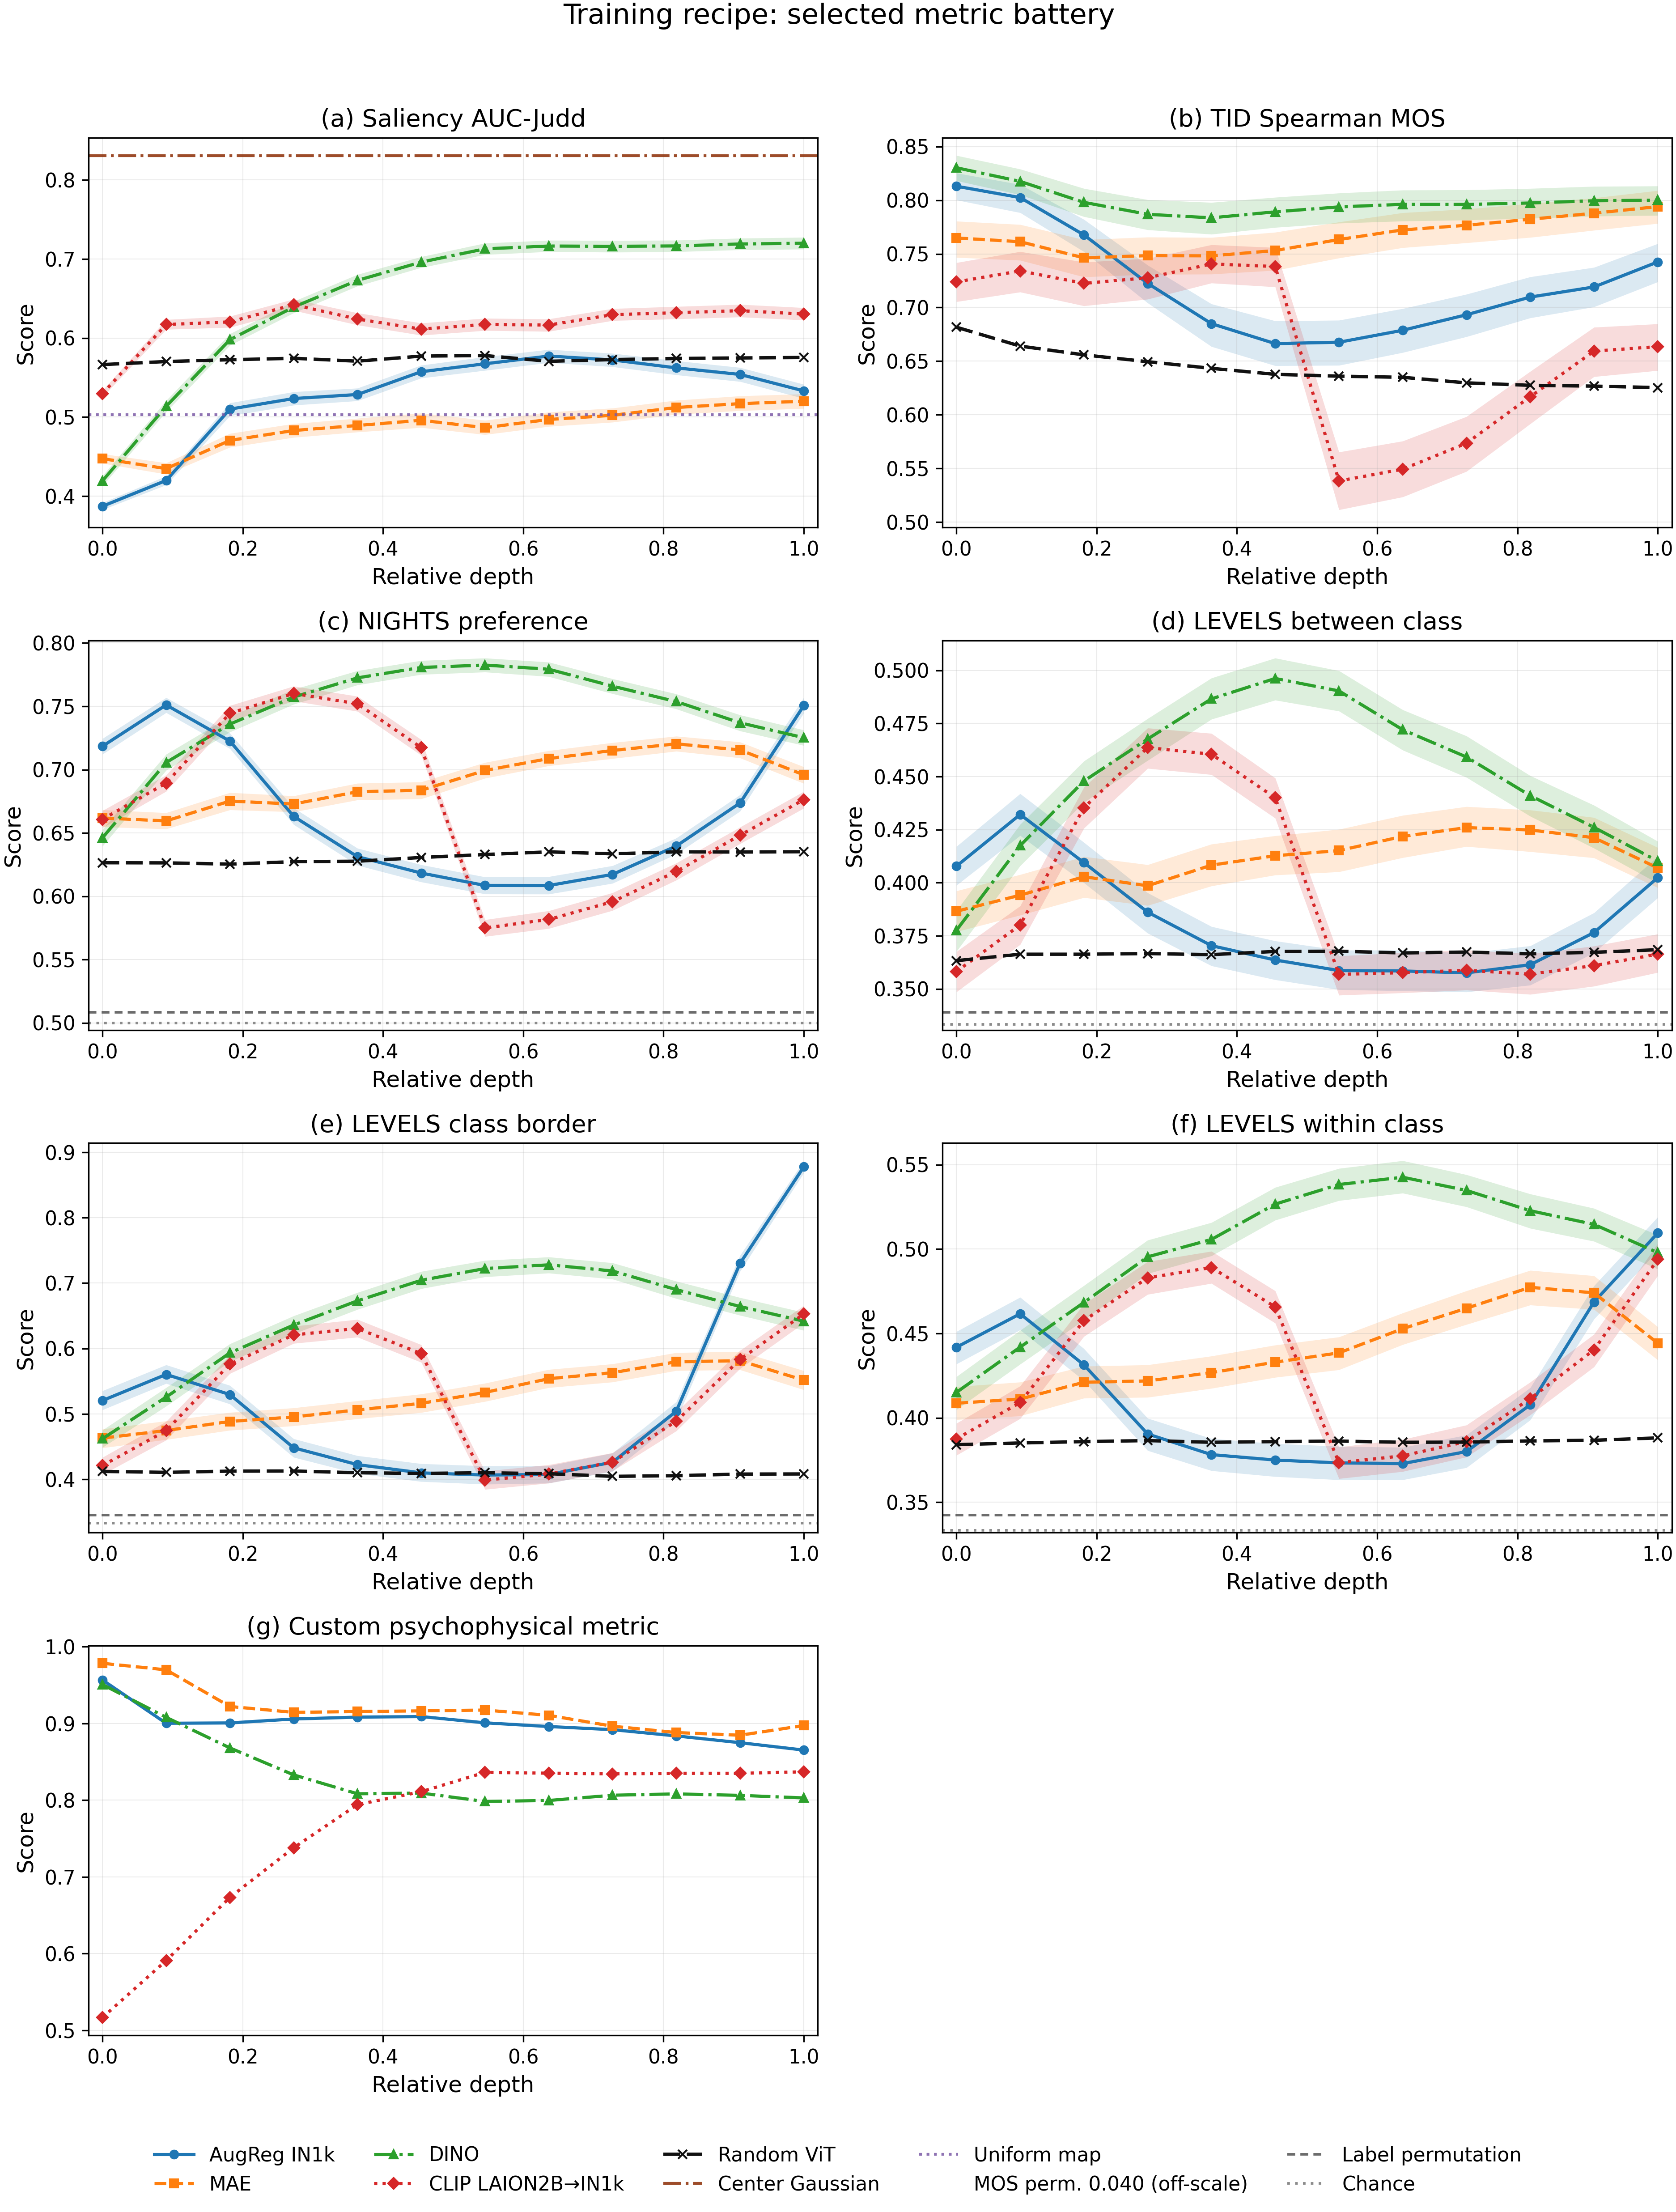 Training recipe: selected metric battery
(a) Saliency AUC-Judd
Score
0.8
0.7
0.6
0.5
0.4
0.0 0.2 0.4 0.6 0.8 1.0
Relative depth
(b) TID Spearman MOS
Score
0.85
0.80
0.75
0.70
0.65
0.60
0.55
0.50
0.0 0.2 0.4 0.6 0.8 1.0
Relative depth
(c) NIGHTS preference
Score
0.80
0.75
0.70
0.65
0.60
0.55
0.50
0.0 0.2 0.4 0.6 0.8 1.0
Relative depth
(d) LEVELS between class
Score
0.500
0.475
0.450
0.425
0.400
0.375
0.350
0.0 0.2 0.4 0.6 0.8 1.0
Relative depth
(e) LEVELS class border
Score
0.9
0.8
0.7
0.6
0.5
0.4
0.0 0.2 0.4 0.6 0.8 1.0
Relative depth
(f) LEVELS within class
Score
0.55
0.50
0.45
0.40
0.35
0.0 0.2 0.4 0.6 0.8 1.0
Relative depth
(g) Custom psychophysical metric
Score
1.0
0.9
0.8
0.7
0.6
0.5
0.0 0.2 0.4 0.6 0.8 1.0
Relative depth
AugReg IN1k DINO Random ViT Uniform map Label permutation
MAE CLIP LAION2B→IN1k Center Gaussian MOS perm. 0.040 (off-scale) Chance